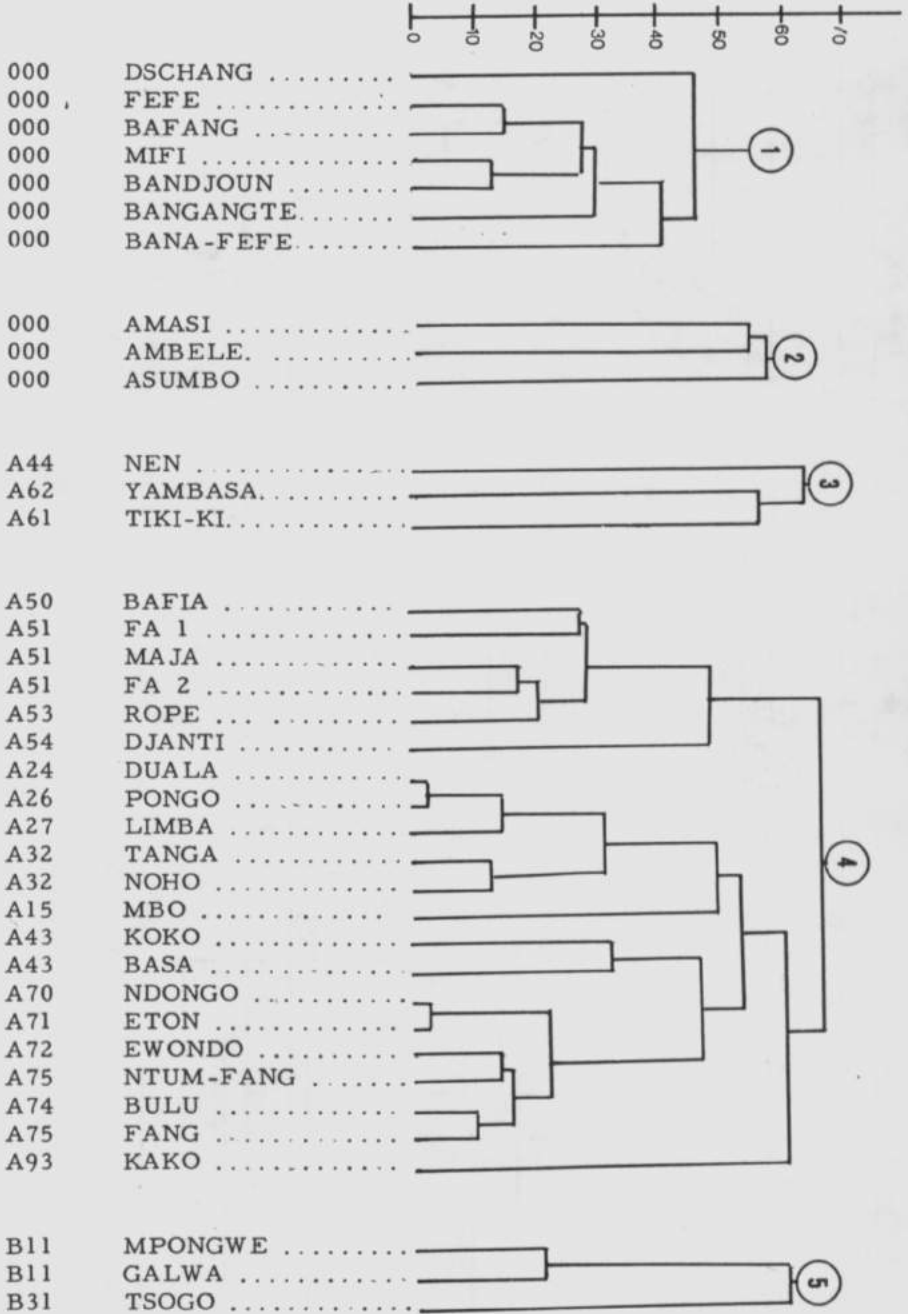 0 -10 -20 -30 -40 -50 -60 -70
000 DSCHANG ............
000 FEFE ............
000 BAFANG ............
000 MIFI ............
000 BANDJOUN ............
000 BANGANGTE ............
000 BANA-FEFE ............
1
000 AMASI ............
000 AMBELE. ............
000 ASUMBO ............
2
A44 NEN ............
A62 YAMBASA ............
A61 TIKI-KI ............
3
A50 BAFIA ............
A51 FA 1 ............
A51 MAJA ............
A51 FA 2 ............
A53 ROPE ............
A54 DJANTI ............
A24 DUALA ............
A26 PONGO ............
A27 LIMBA ............
A32 TANGA ............
A32 NOHO ............
A15 MBO ............
A43 KOKO ............
A43 BASA ............
A70 NDONGO ............
A71 ETON ............
A72 EWONDO ............
A75 NTUM-FANG ............
A74 BULU ............
A75 FANG ............
A93 KAKO ............
4
B11 MPONGWE ............
B11 GALWA ............
B31 TSOGO ............
5